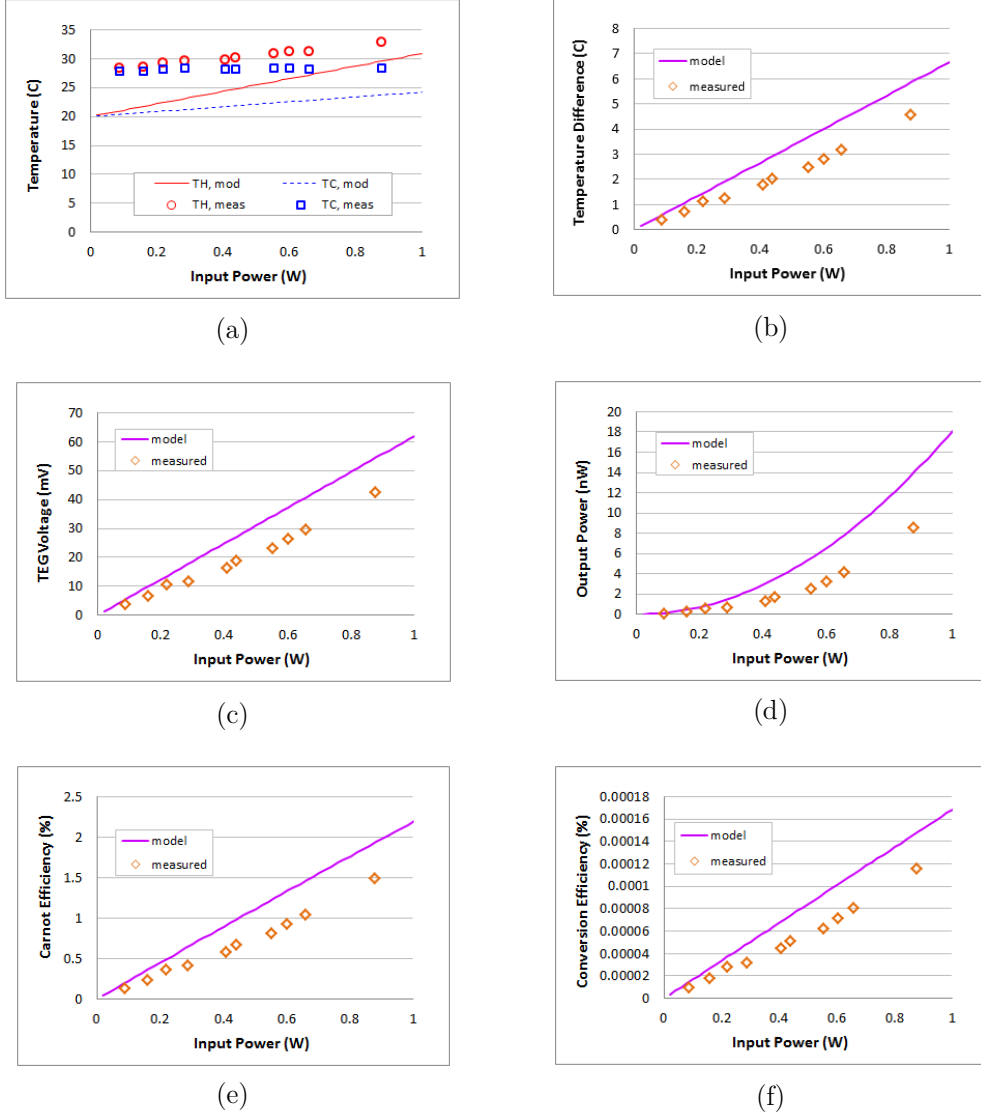 35
30
25
20
15
10
5
0
Temperature (C)
TH, mod
TC, mod
TH, meas
TC, meas
0 0.2 0.4 0.6 0.8 1
Input Power (W)
(a)
8
7
6
5
4
3
2
1
0
Temperature Difference (C)
model
measured
0 0.2 0.4 0.6 0.8 1
Input Power (W)
(b)
70
60
50
40
30
20
10
0
TEG Voltage (mV)
model
measured
0 0.2 0.4 0.6 0.8 1
Input Power (W)
(c)
20
18
16
14
12
10
8
6
4
2
0
Output Power (nW)
model
measured
0 0.2 0.4 0.6 0.8 1
Input Power (W)
(d)
2.5
2
1.5
1
0.5
0
Carnot Efficiency (%)
model
measured
0 0.2 0.4 0.6 0.8 1
Input Power (W)
(e)
0.00018
0.00016
0.00014
0.00012
0.0001
0.00008
0.00006
0.00004
0.00002
0
Conversion Efficiency (%)
model
measured
0 0.2 0.4 0.6 0.8 1
Input Power (W)
(f)